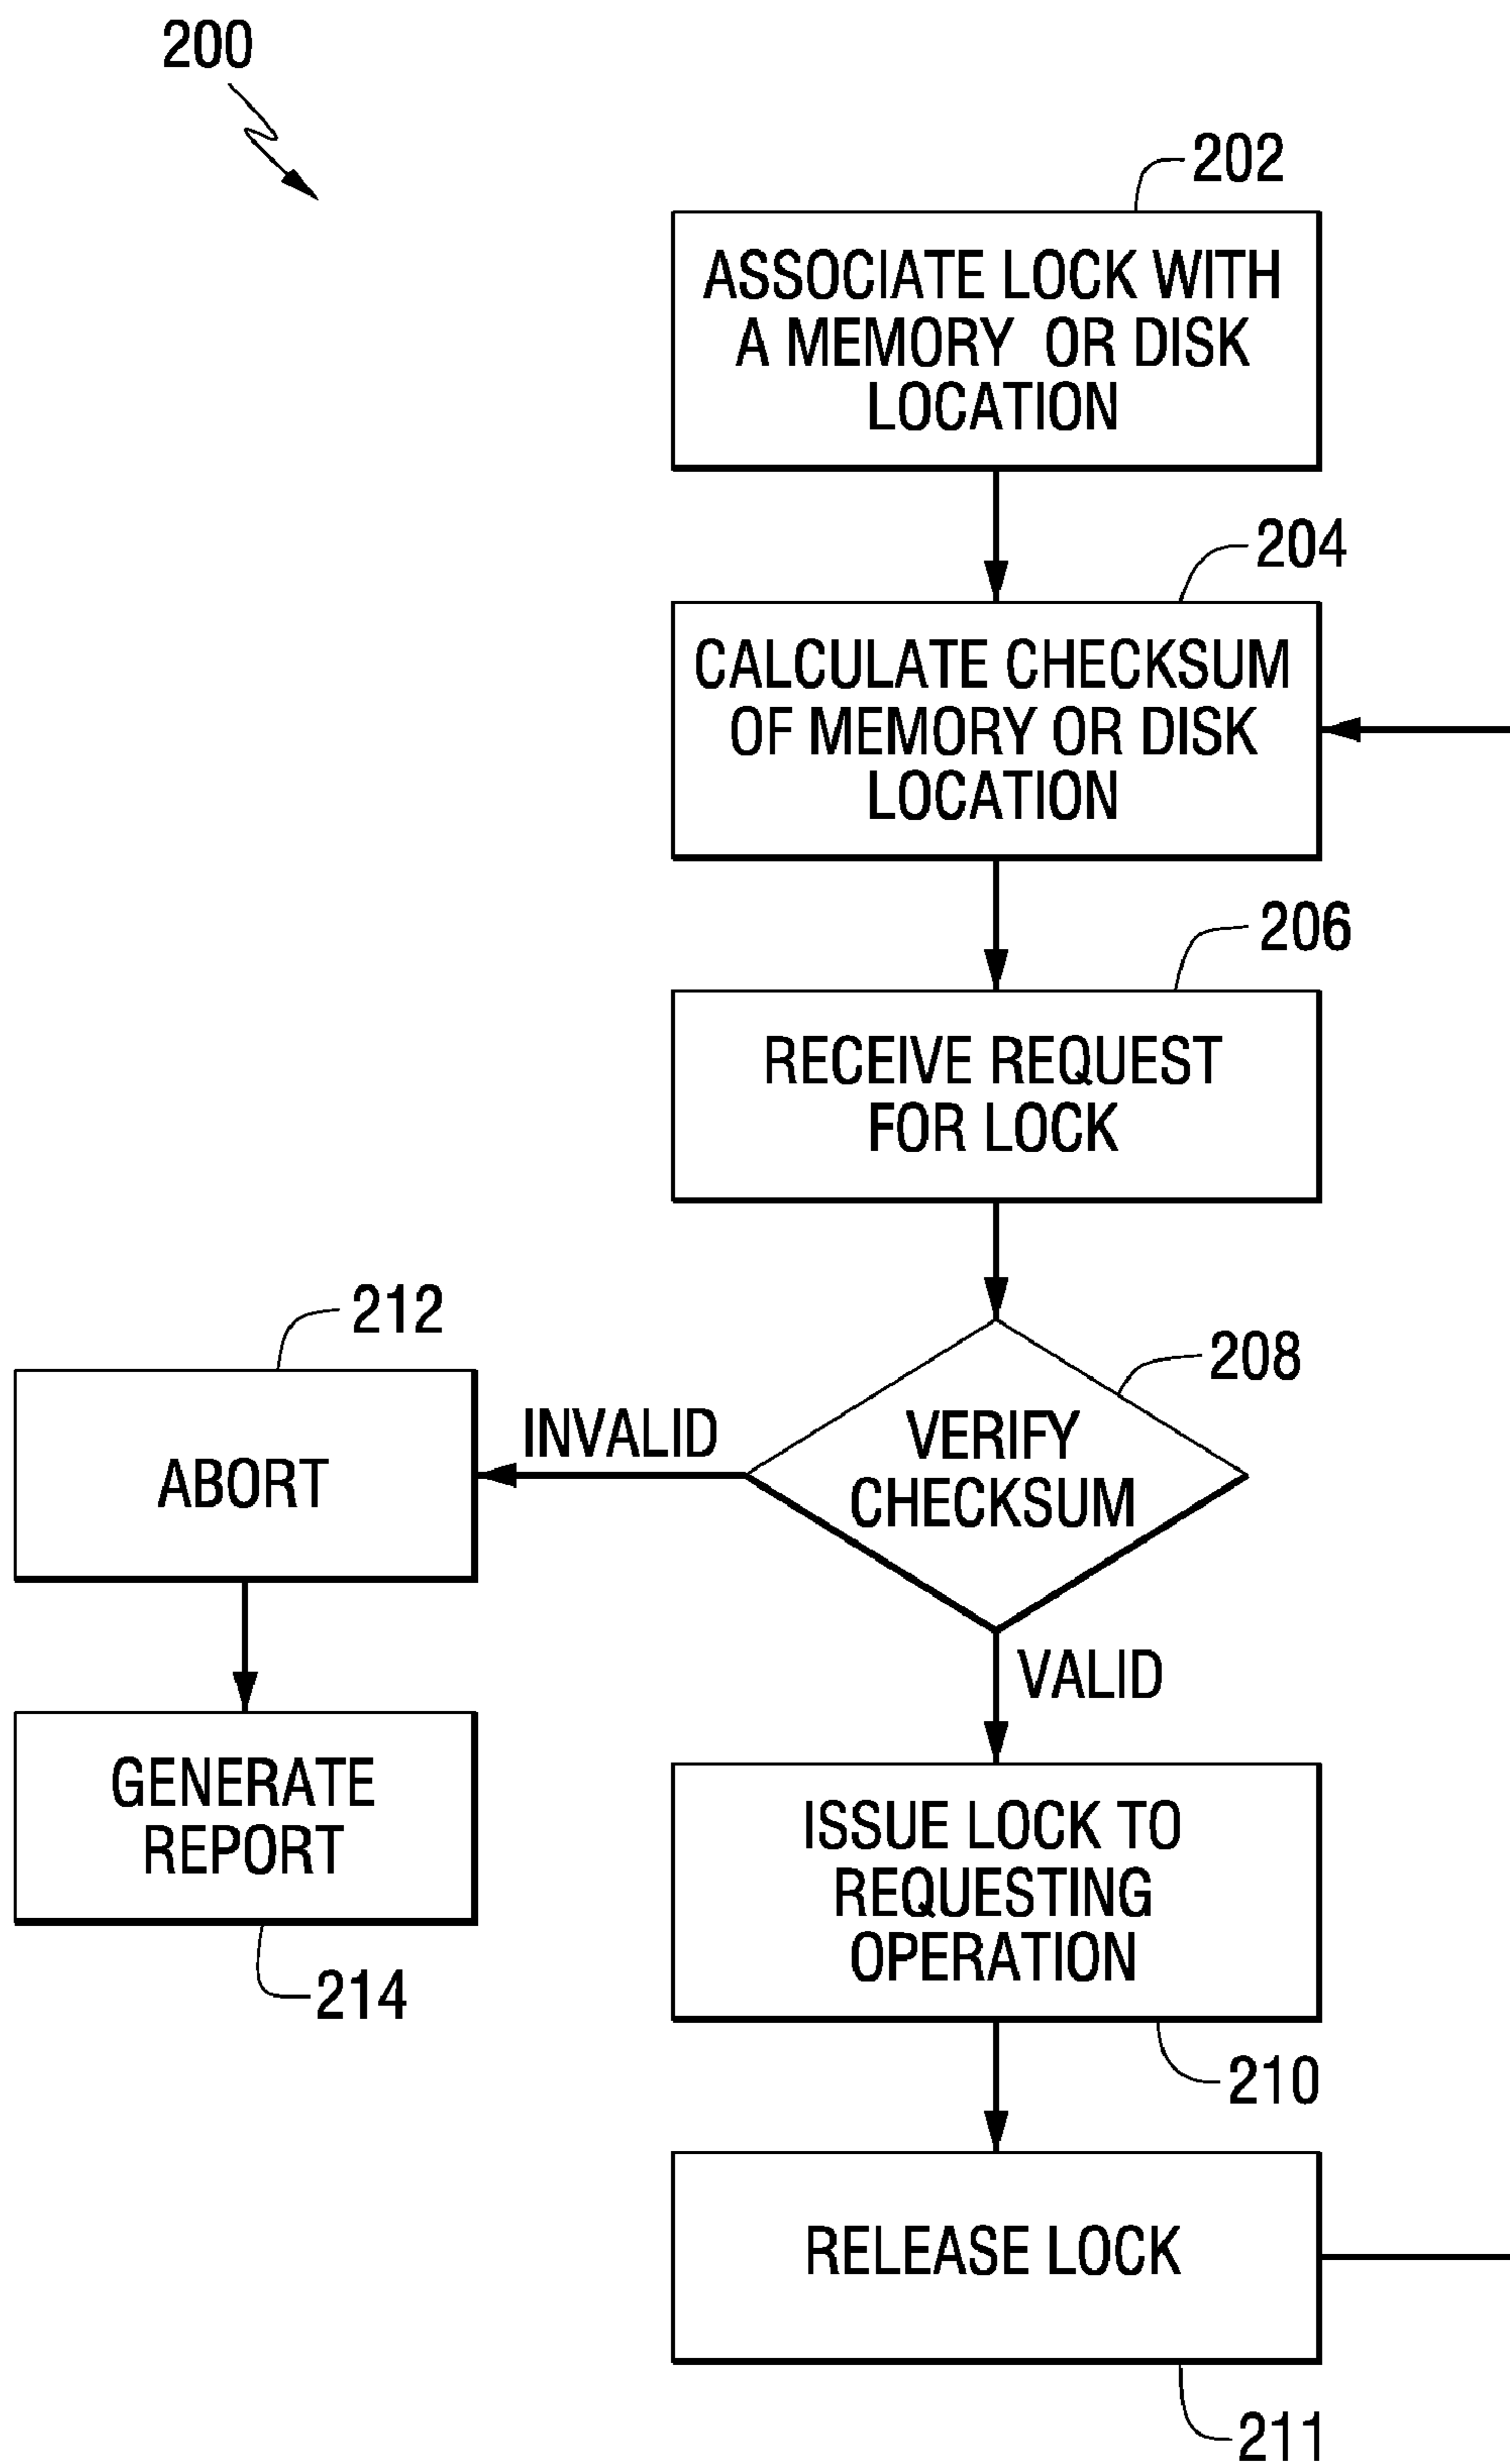 200
202
ASSOCIATE LOCK WITH
A MEMORY OR DISK
LOCATION
204
CALCULATE CHECKSUM
OF MEMORY OR DISK
LOCATION
206
RECEIVE REQUEST
FOR LOCK
208
VERIFY
CHECKSUM
INVALID
212
ABORT
GENERATE
REPORT
214
VALID
ISSUE LOCK TO
REQUESTING
OPERATION
210
RELEASE LOCK
211